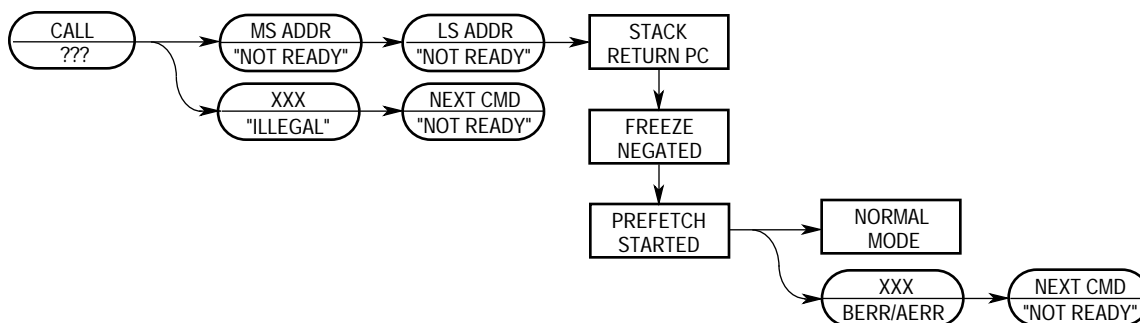 CALL
???
MS ADDR
"NOT READY"
LS ADDR
"NOT READY"
STACK
RETURN PC
XXX
"ILLEGAL"
NEXT CMD
"NOT READY"
FREEZE
NEGATED
PREFETCH
STARTED
NORMAL
MODE
XXX
BERR/AERR
NEXT CMD
"NOT READY"